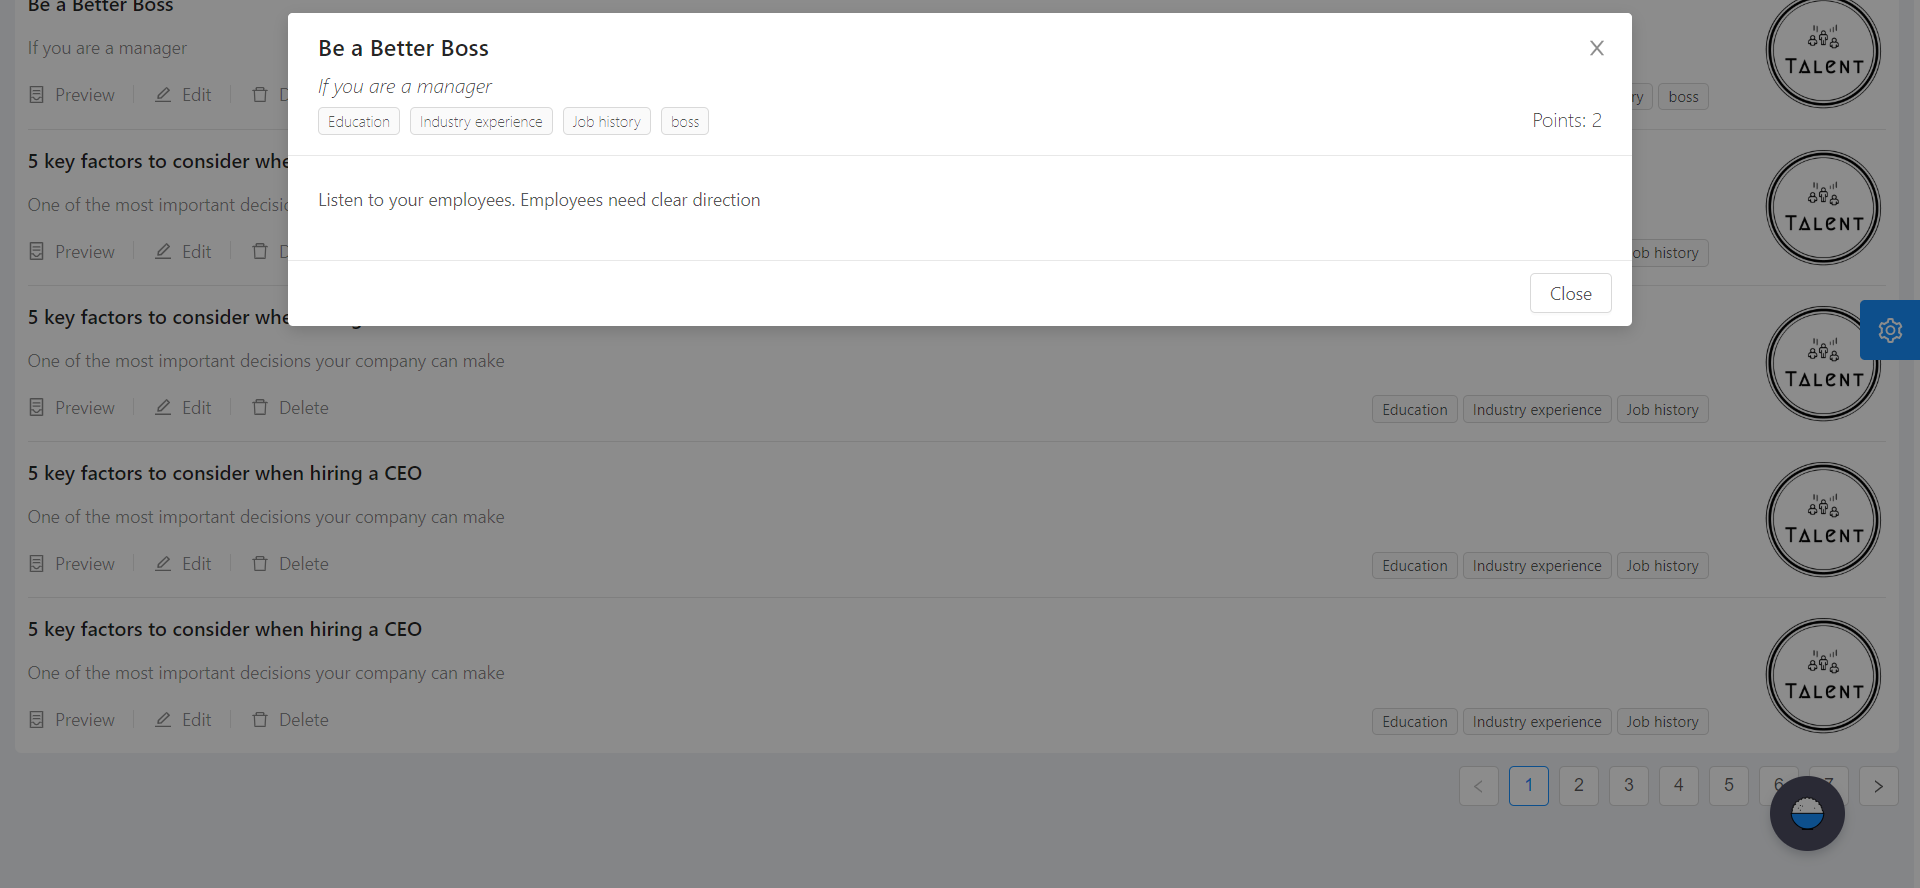 Be a Better Boss
If you are a manager
Preview Edit
boss
TALENT
Be a Better Boss
If you are a manager
Education Industry experience Job history boss
Points: 2
Listen to your employees. Employees need clear direction
Close
5 key factors to consider
One of the most important
Preview Edit
history
TALENT
5 key factors to consider
One of the most important decisions your company can make
Preview Edit Delete
Education Industry experience Job history
TALENT
5 key factors to consider when hiring a CEO
One of the most important decisions your company can make
Preview Edit Delete
Education Industry experience Job history
TALENT
5 key factors to consider when hiring a CEO
One of the most important decisions your company can make
Preview Edit Delete
Education Industry experience Job history
TALENT
< 1 2 3 4 5 6 7 >